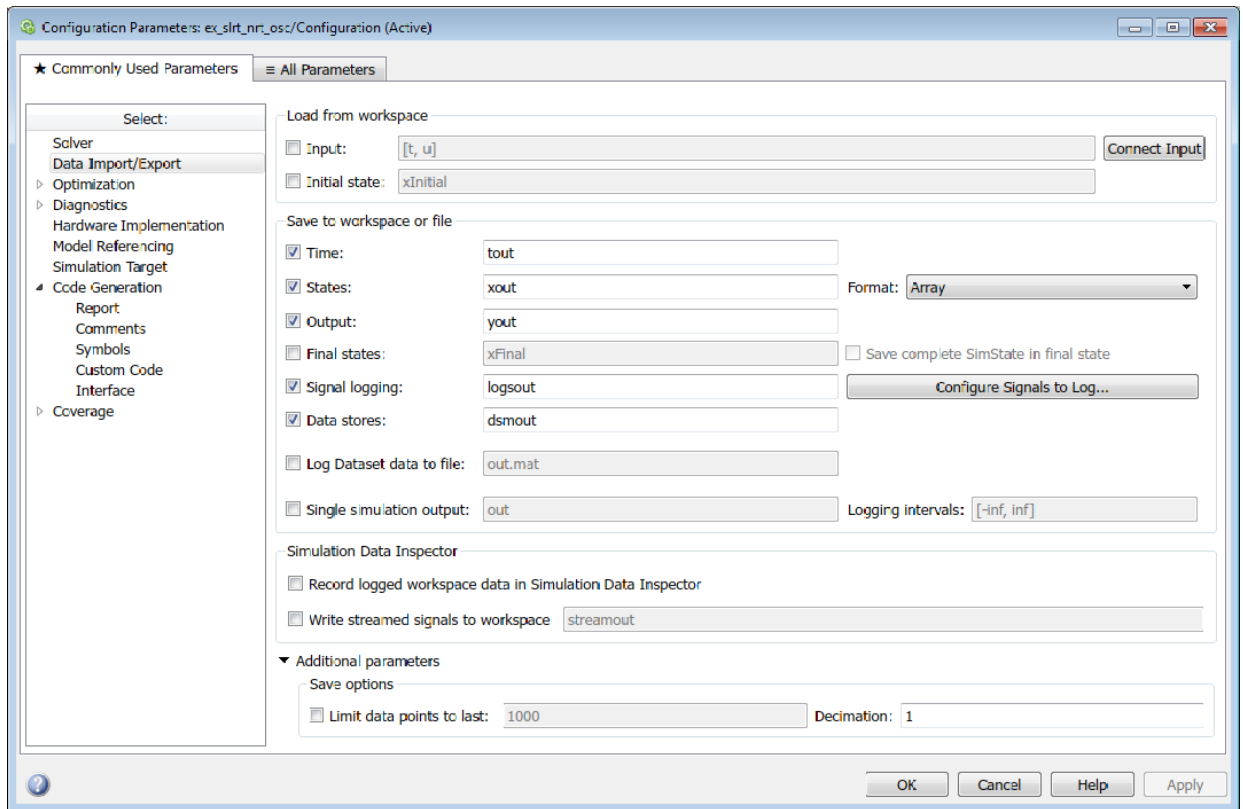 Configuration Parameters: ex_slrt_nrt_osc/Configuration (Active)
★ Commonly Used Parameters
≡ All Parameters
Select:
Solver
Data Import/Export
Optimization
Diagnostics
Hardware Implementation
Model Referencing
Simulation Target
Code Generation
Report
Comments
Symbols
Custom Code
Interface
Coverage
Load from workspace
Input: [t, u] Connect Input
Initial state: xInitial
Save to workspace or file
Time: tout
States: xout Format: Array
Output: yout
Final states: xFinal Save complete SimState in final state
Signal logging: logsout Configure Signals to Log...
Data stores: dsmout
Log Dataset data to file: out.mat
Single simulation output: out Logging intervals: [-inf, inf]
Simulation Data Inspector
Record logged workspace data in Simulation Data Inspector
Write streamed signals to workspace streamout
Additional parameters
Save options
Limit data points to last: 1000 Decimation: 1
OK Cancel Help Apply